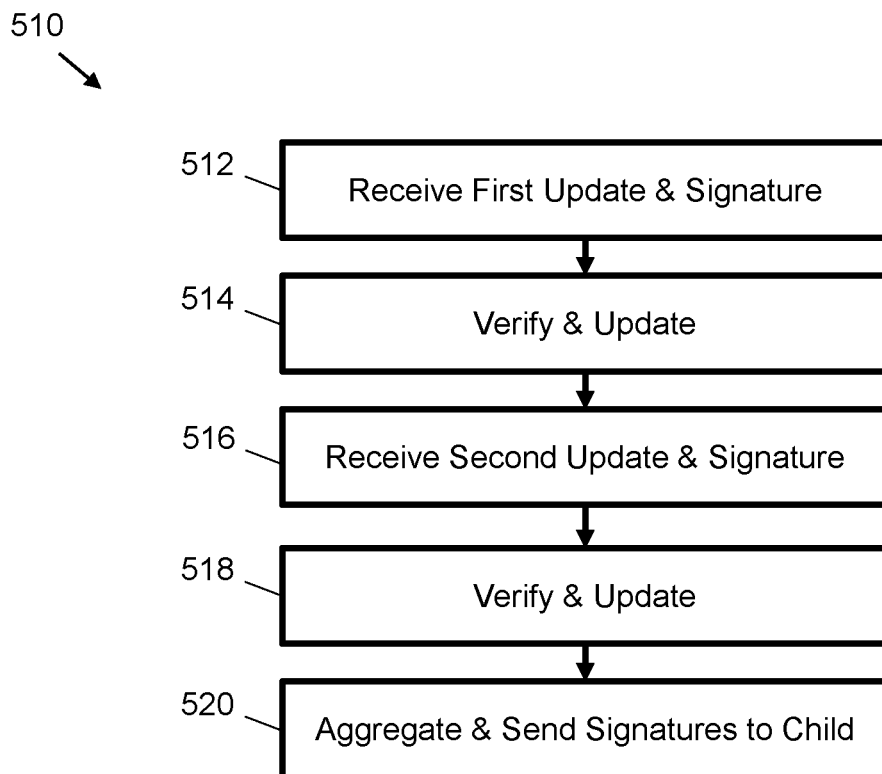 510
512
Receive First Update & Signature
514
Verify & Update
516
Receive Second Update & Signature
518
Verify & Update
520
Aggregate & Send Signatures to Child